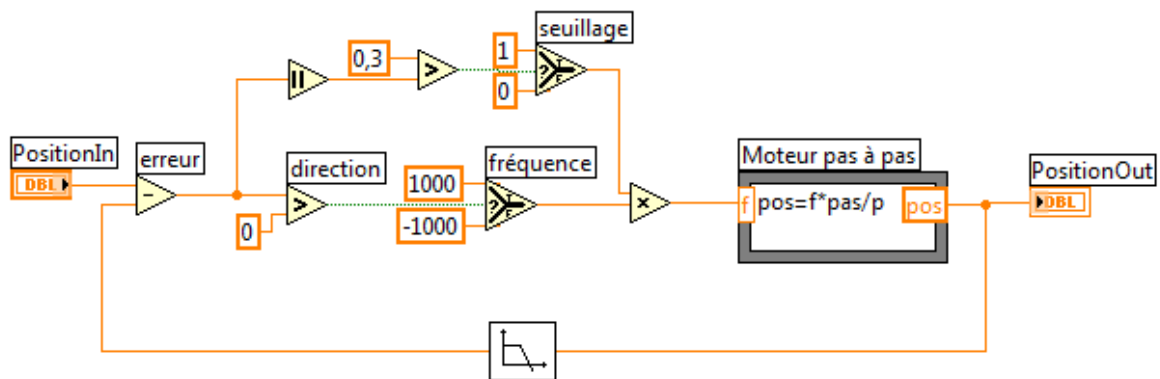 seuillage
1
0,3
>
?
T
F
0
PositionIn
DBL
erreur
-
direction
>
0
fréquence
1000
?
T
F
-1000
x
Moteur pas à pas
f
pos=f*pas/p
pos
PositionOut
DBL